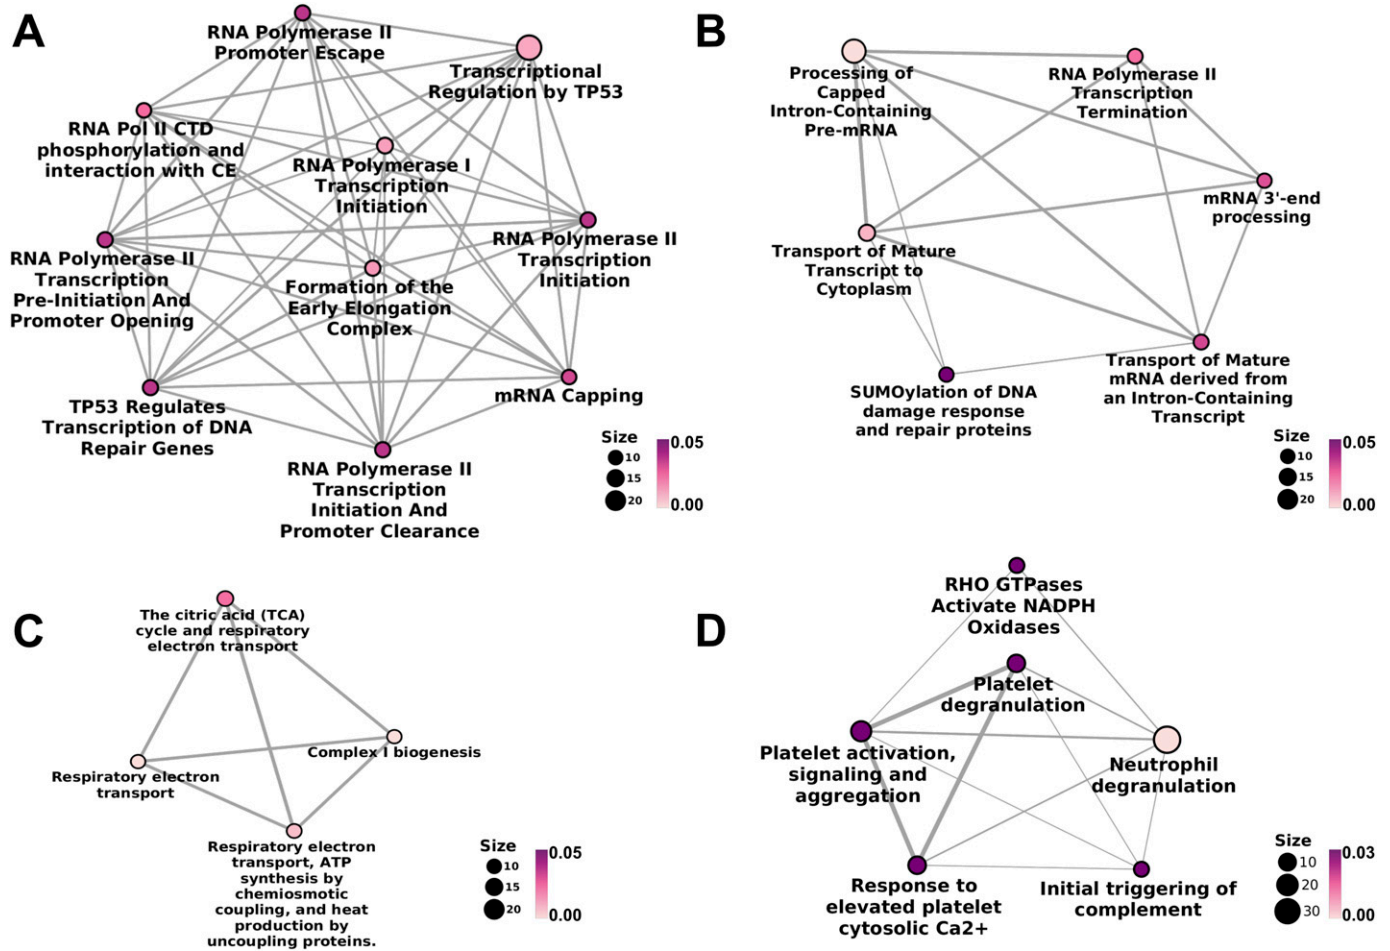 A
RNA Polymerase II
Promoter Escape
Transcriptional
Regulation by TP53
RNA Pol II CTD
phosphorylation and
interaction with CE
RNA Polymerase I
Transcription
Initiation
RNA Polymerase II
Transcription
Pre-Initiation And
Promoter Opening
RNA Polymerase II
Transcription
Initiation
Formation of the
Early Elongation
Complex
TP53 Regulates
Transcription of DNA
Repair Genes
mRNA Capping
RNA Polymerase II
Transcription
Initiation And
Promoter Clearance
Size
10
15
20
0.05
0.00
B
Processing of
Capped
Intron-Containing
Pre-mRNA
RNA Polymerase II
Transcription
Termination
mRNA 3'-end
processing
Transport of Mature
Transcript to
Cytoplasm
SUMOylation of DNA
damage response
and repair proteins
Transport of Mature
mRNA derived from
an Intron-Containing
Transcript
Size
10
15
20
0.05
0.00
C
The citric acid (TCA)
cycle and respiratory
electron transport
Complex I biogenesis
Respiratory electron
transport
Respiratory electron
transport, ATP
synthesis by
chemiosmotic
coupling, and heat
production by
uncoupling proteins.
Size
10
15
20
0.05
0.00
D
RHO GTPases
Activate NADPH
Oxidases
Platelet
degranulation
Platelet activation,
signaling and
aggregation
Neutrophil
degranulation
Response to
elevated platelet
cytosolic Ca2+
Initial triggering of
complement
Size
10
20
30
0.03
0.00